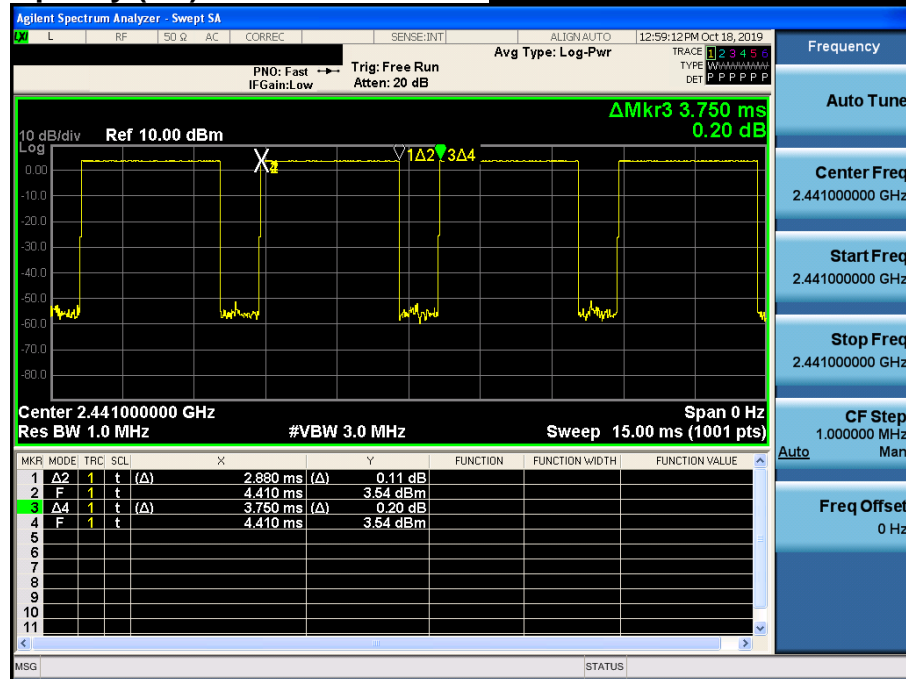 Agilent Spectrum Analyzer - Swept SA
LXI L RF 50 Ω AC CORREC SENSE:INT ALIGN AUTO 12:59:12 PM Oct 18, 2019
PNO: Fast IFGain:Low
Trig: Free Run
Atten: 20 dB
Avg Type: Log-Pwr
TRACE 1 2 3 4 5 6
TYPE WWWWWW
DET P P P P P P
ΔMkr3 3.750 ms
0.20 dB
10 dB/div Ref 10.00 dBm
Log
1Δ2 3Δ4
0.00
-10.0
-20.0
-30.0
-40.0
-50.0
-60.0
-70.0
-80.0
Center 2.441000000 GHz Span 0 Hz
Res BW 1.0 MHz #VBW 3.0 MHz Sweep 15.00 ms (1001 pts)
MKR MODE TRC SCL X Y FUNCTION FUNCTION WIDTH FUNCTION VALUE
1 Δ2 1 t (Δ) 2.880 ms (Δ) 0.11 dB
2 F 1 t 4.410 ms 3.54 dBm
3 Δ4 1 t (Δ) 3.750 ms (Δ) 0.20 dB
4 F 1 t 4.410 ms 3.54 dBm
5
6
7
8
9
10
11
MSG STATUS
Frequency
Auto Tune
Center Freq
2.441000000 GHz
Start Freq
2.441000000 GHz
Stop Freq
2.441000000 GHz
CF Step
1.000000 MHz
Auto Man
Freq Offset
0 Hz